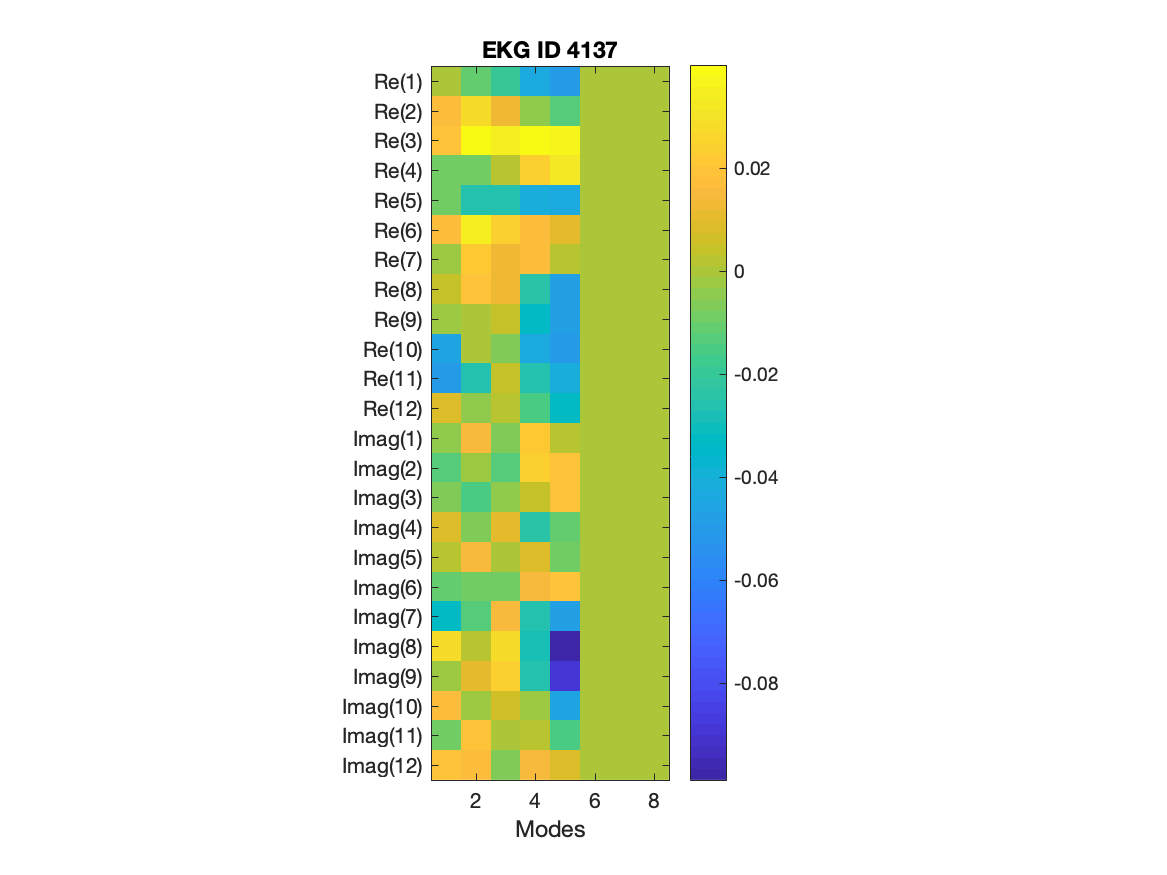 EKG ID 4137
Re(1)
Re(2)
Re(3)
Re(4)
Re(5)
Re(6)
Re(7)
Re(8)
Re(9)
Re(10)
Re(11)
Re(12)
Imag(1)
Imag(2)
Imag(3)
Imag(4)
Imag(5)
Imag(6)
Imag(7)
Imag(8)
Imag(9)
Imag(10)
Imag(11)
Imag(12)
2 4 6 8
Modes
0.02
0
-0.02
-0.04
-0.06
-0.08